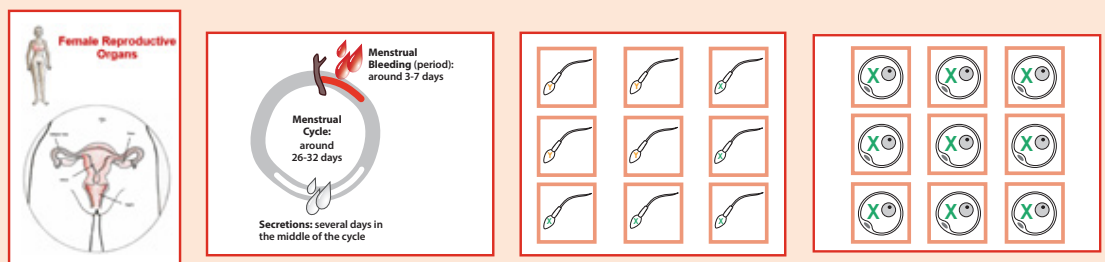 Female Reproductive
Organs
Menstrual
Bleeding (period):
around 3-7 days
Menstrual
Cycle:
around
26-32 days
Secretions: several days in
the middle of the cycle
Y Y X
Y Y X
X X X
X X X
X X X
X X X